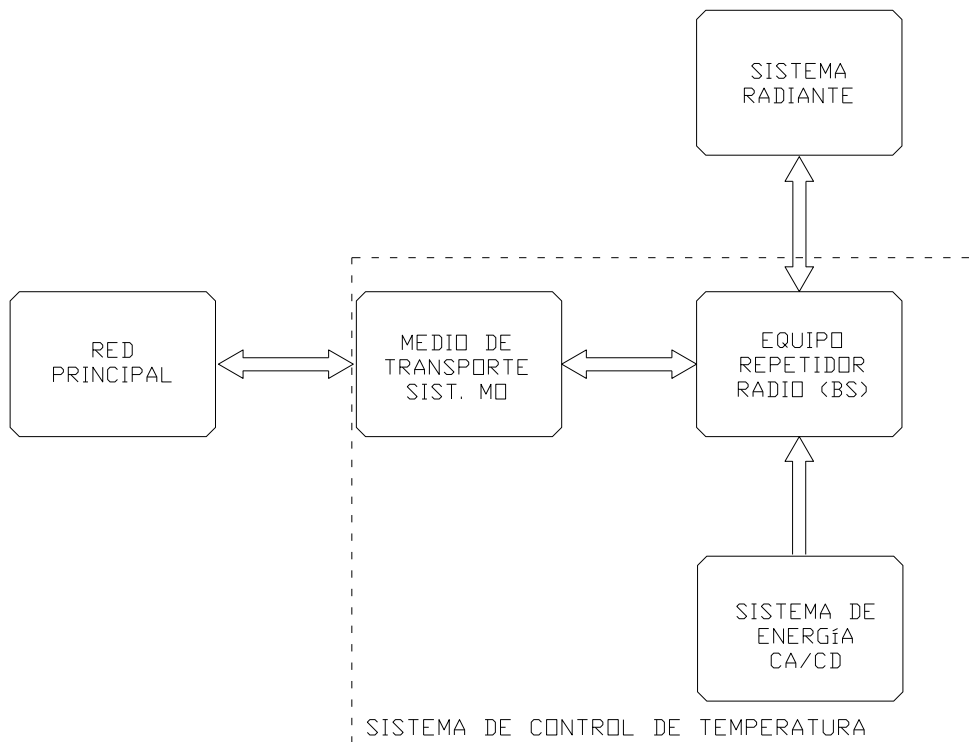 SISTEMA
RADIANTE
RED
PRINCIPAL
MEDIO DE
TRANSPORTE
SIST. MO
EQUIPO
REPETIDOR
RADIO (BS)
SISTEMA DE
ENERGíA
CA/CD
SISTEMA DE CONTROL DE TEMPERATURA